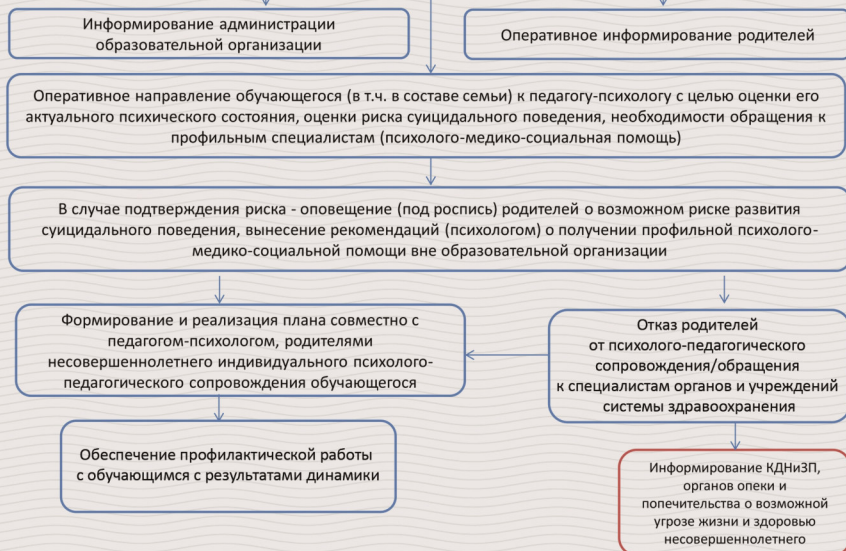 Информирование администрации
образовательной организации
Оперативное информирование родителей
Оперативное направление обучающегося (в т.ч. в составе семьи) к педагогу-психологу с целью оценки его
актуального психического состояния, оценки риска суицидального поведения, необходимости обращения к
профильным специалистам (психолого-медико-социальная помощь)
В случае подтверждения риска - оповещение (под роспись) родителей о возможном риске развития
суицидального поведения, вынесение рекомендаций (психологом) о получении профильной психолого-
медико-социальной помощи вне образовательной организации
Формирование и реализация плана совместно с
педагогом-психологом, родителями
несовершеннолетнего индивидуального психолого-
педагогического сопровождения обучающегося
Отказ родителей
от психолого-педагогического
сопровождения/обращения
к специалистам органов и учреждений
системы здравоохранения
Обеспечение профилактической работы
с обучающимся с результатами динамики
Информирование КДНиЗП,
органов опеки и
попечительства о возможной
угрозе жизни и здоровью
несовершеннолетнего